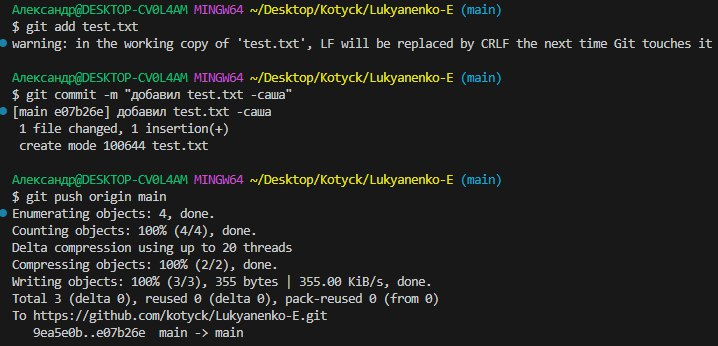 Александр@DESKTOP-CV0L4AM MINGW64 ~/Desktop/Kotyck/Lukyanenko-E (main)
$ git add test.txt
warning: in the working copy of 'test.txt', LF will be replaced by CRLF the next time Git touches it
Александр@DESKTOP-CV0L4AM MINGW64 ~/Desktop/Kotyck/Lukyanenko-E (main)
$ git commit -m "добавил test.txt -саша"
[main e07b26e] добавил test.txt -саша
 1 file changed, 1 insertion(+)
 create mode 100644 test.txt
Александр@DESKTOP-CV0L4AM MINGW64 ~/Desktop/Kotyck/Lukyanenko-E (main)
$ git push origin main
Enumerating objects: 4, done.
Counting objects: 100% (4/4), done.
Delta compression using up to 20 threads
Compressing objects: 100% (2/2), done.
Writing objects: 100% (3/3), 355 bytes | 355.00 KiB/s, done.
Total 3 (delta 0), reused 0 (delta 0), pack-reused 0 (from 0)
To https://github.com/kotyck/Lukyanenko-E.git
   9ea5e0b..e07b26e  main -> main